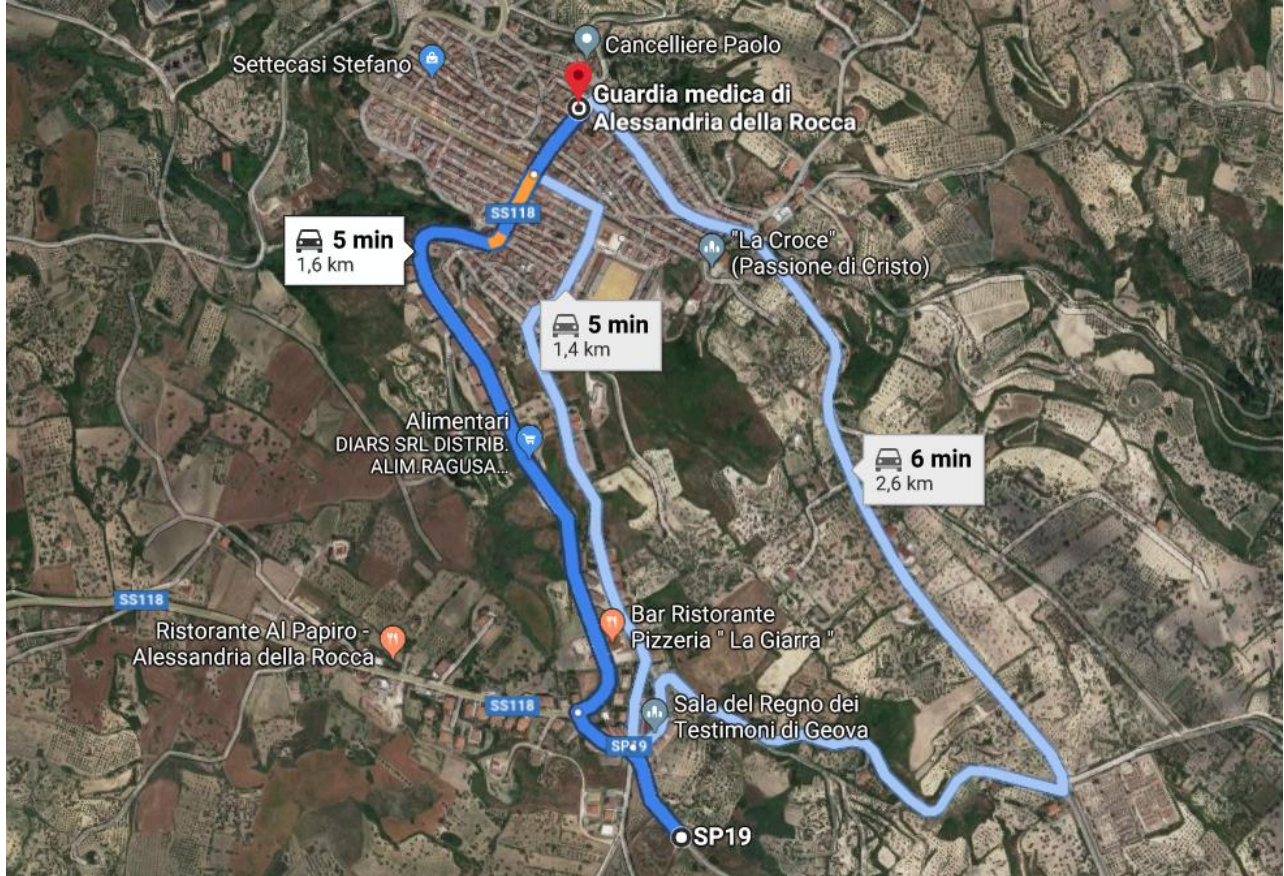 Cancelliere Paolo
Settecasi Stefano
Guardia medica di
Alessandria della Rocca
SS118
5 min
1,6 km
"La Croce"
(Passione di Cristo)
5 min
1,4 km
Alimentari
DIARS SRL DISTRIB.
ALIM.RAGUSA...
6 min
2,6 km
SS118
Bar Ristorante
Pizzeria " La Giarra "
Ristorante Al Papiro -
Alessandria della Rocca
SS118
Sala del Regno dei
Testimoni di Geova
SP19
SP19